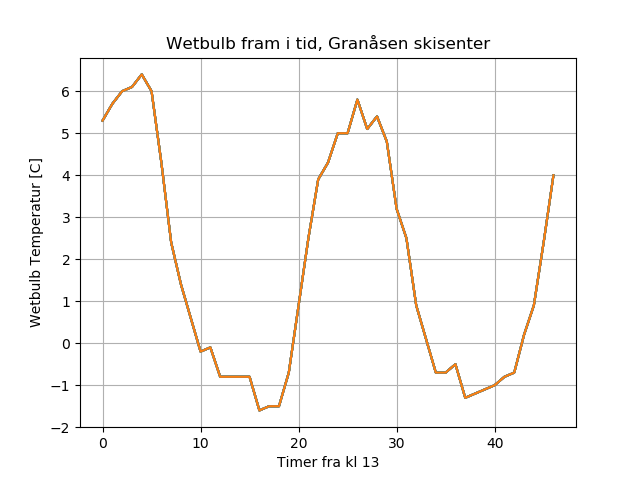 Wetbulb fram i tid, Granåsen skisenter
Wetbulb Temperatur [C]
6
5
4
3
2
1
0
−1
−2
0 10 20 30 40
Timer fra kl 13